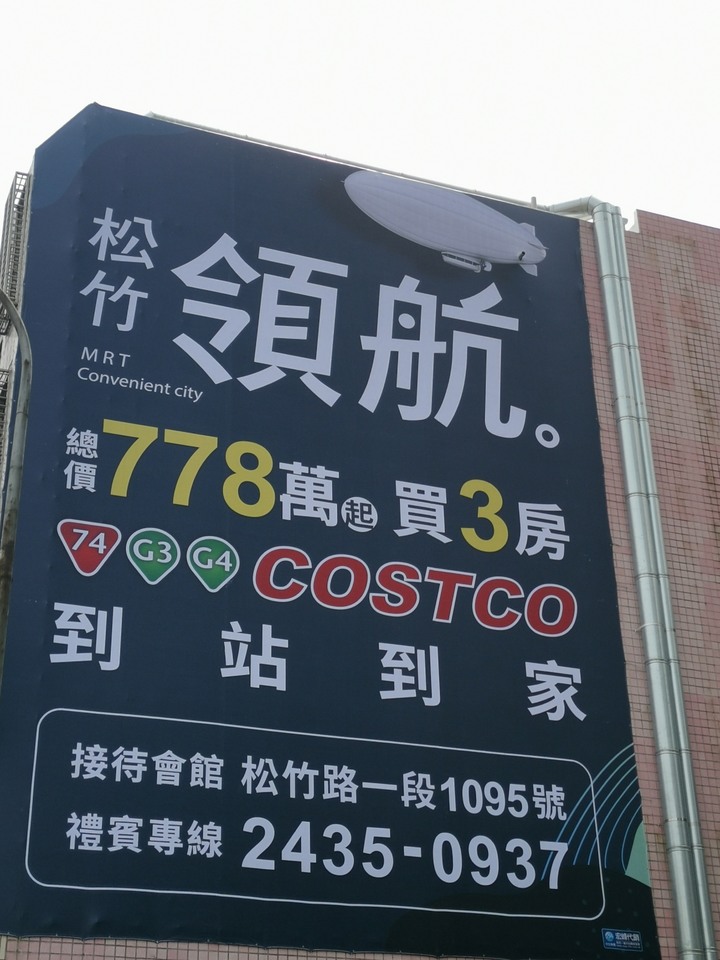 松竹 領航。
MRT
Convenient city
總價778萬起 買3房
74 G3 G4 COSTCO
到站到家
接待會館 松竹路一段1095號
禮賓專線 2435-0937